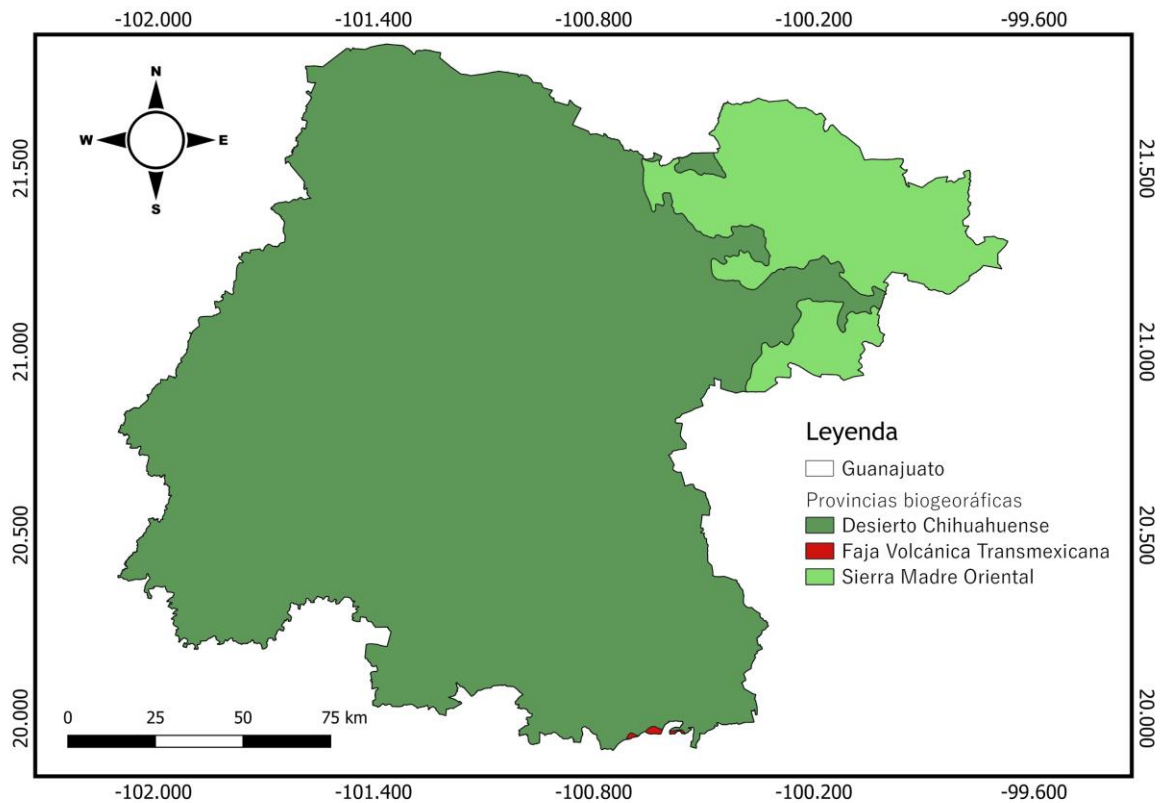 -102.000 -101.400 -100.800 -100.200 -99.600
N
W E
S
21.500 21.500
21.000 21.000
Leyenda
Guanajuato
Provincias biogeoráficas
Desierto Chihuahuense
20.500 20.500
Faja Volcánica Transmexicana
Sierra Madre Oriental
20.000 20.000
0 25 50 75 km
-102.000 -101.400 -100.800 -100.200 -99.600